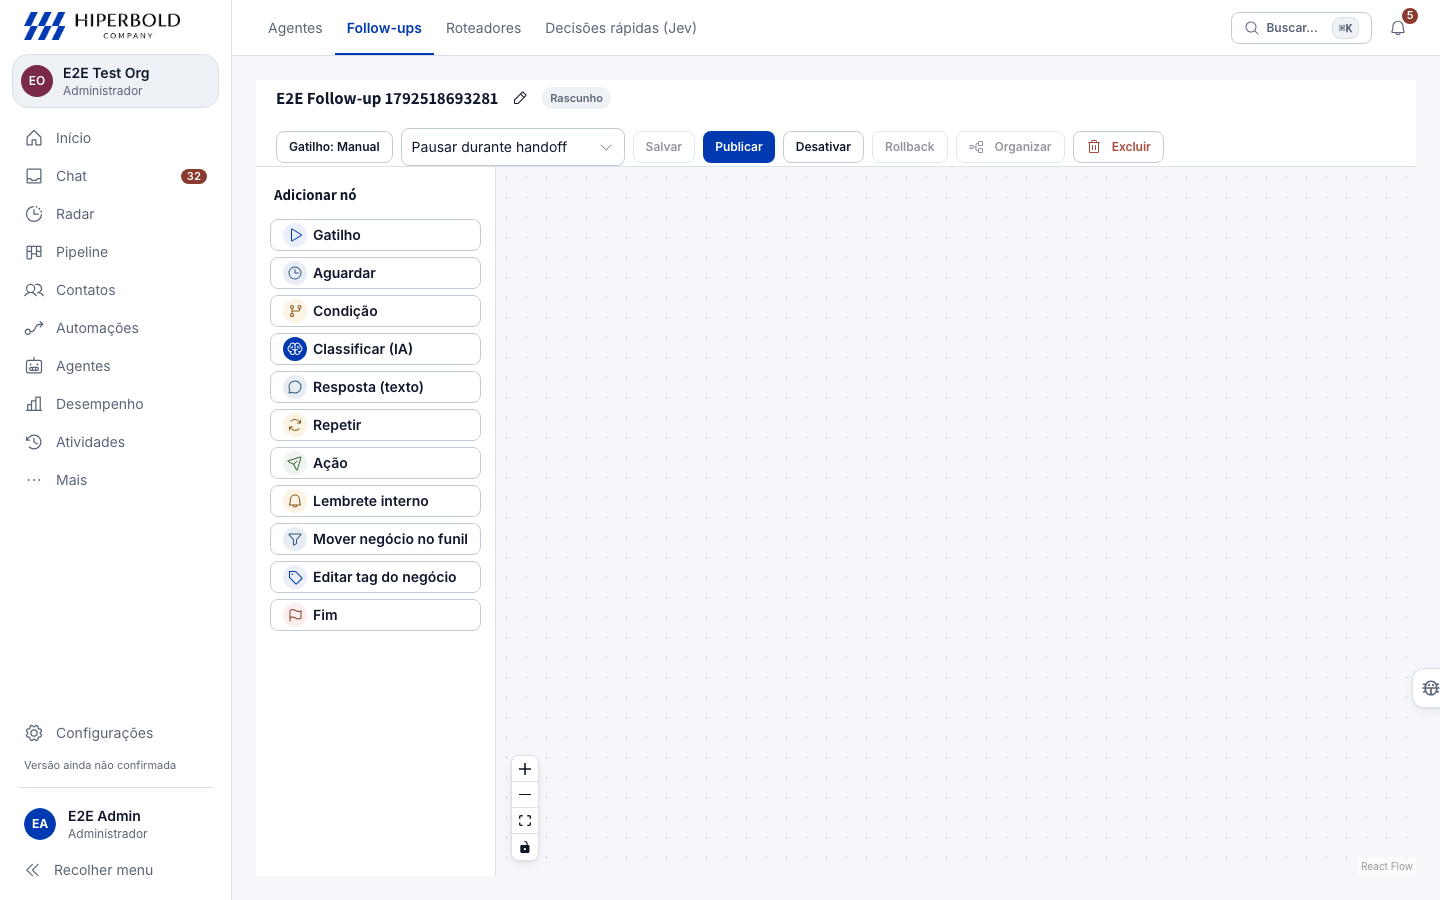 HIPERBOLD
COMPANY
EO
E2E Test Org
Administrador
Início
Chat
32
Radar
Pipeline
Contatos
Automações
Agentes
Desempenho
Atividades
Mais
Configurações
Versão ainda não confirmada
EA
E2E Admin
Administrador
Recolher menu
Agentes
Follow-ups
Roteadores
Decisões rápidas (Jev)
Buscar...
⌘K
5
E2E Follow-up 1792518693281
Rascunho
Gatilho: Manual
Pausar durante handoff
Salvar
Publicar
Desativar
Rollback
Organizar
Excluir
Adicionar nó
Gatilho
Aguardar
Condição
Classificar (IA)
Resposta (texto)
Repetir
Ação
Lembrete interno
Mover negócio no funil
Editar tag do negócio
Fim
React Flow